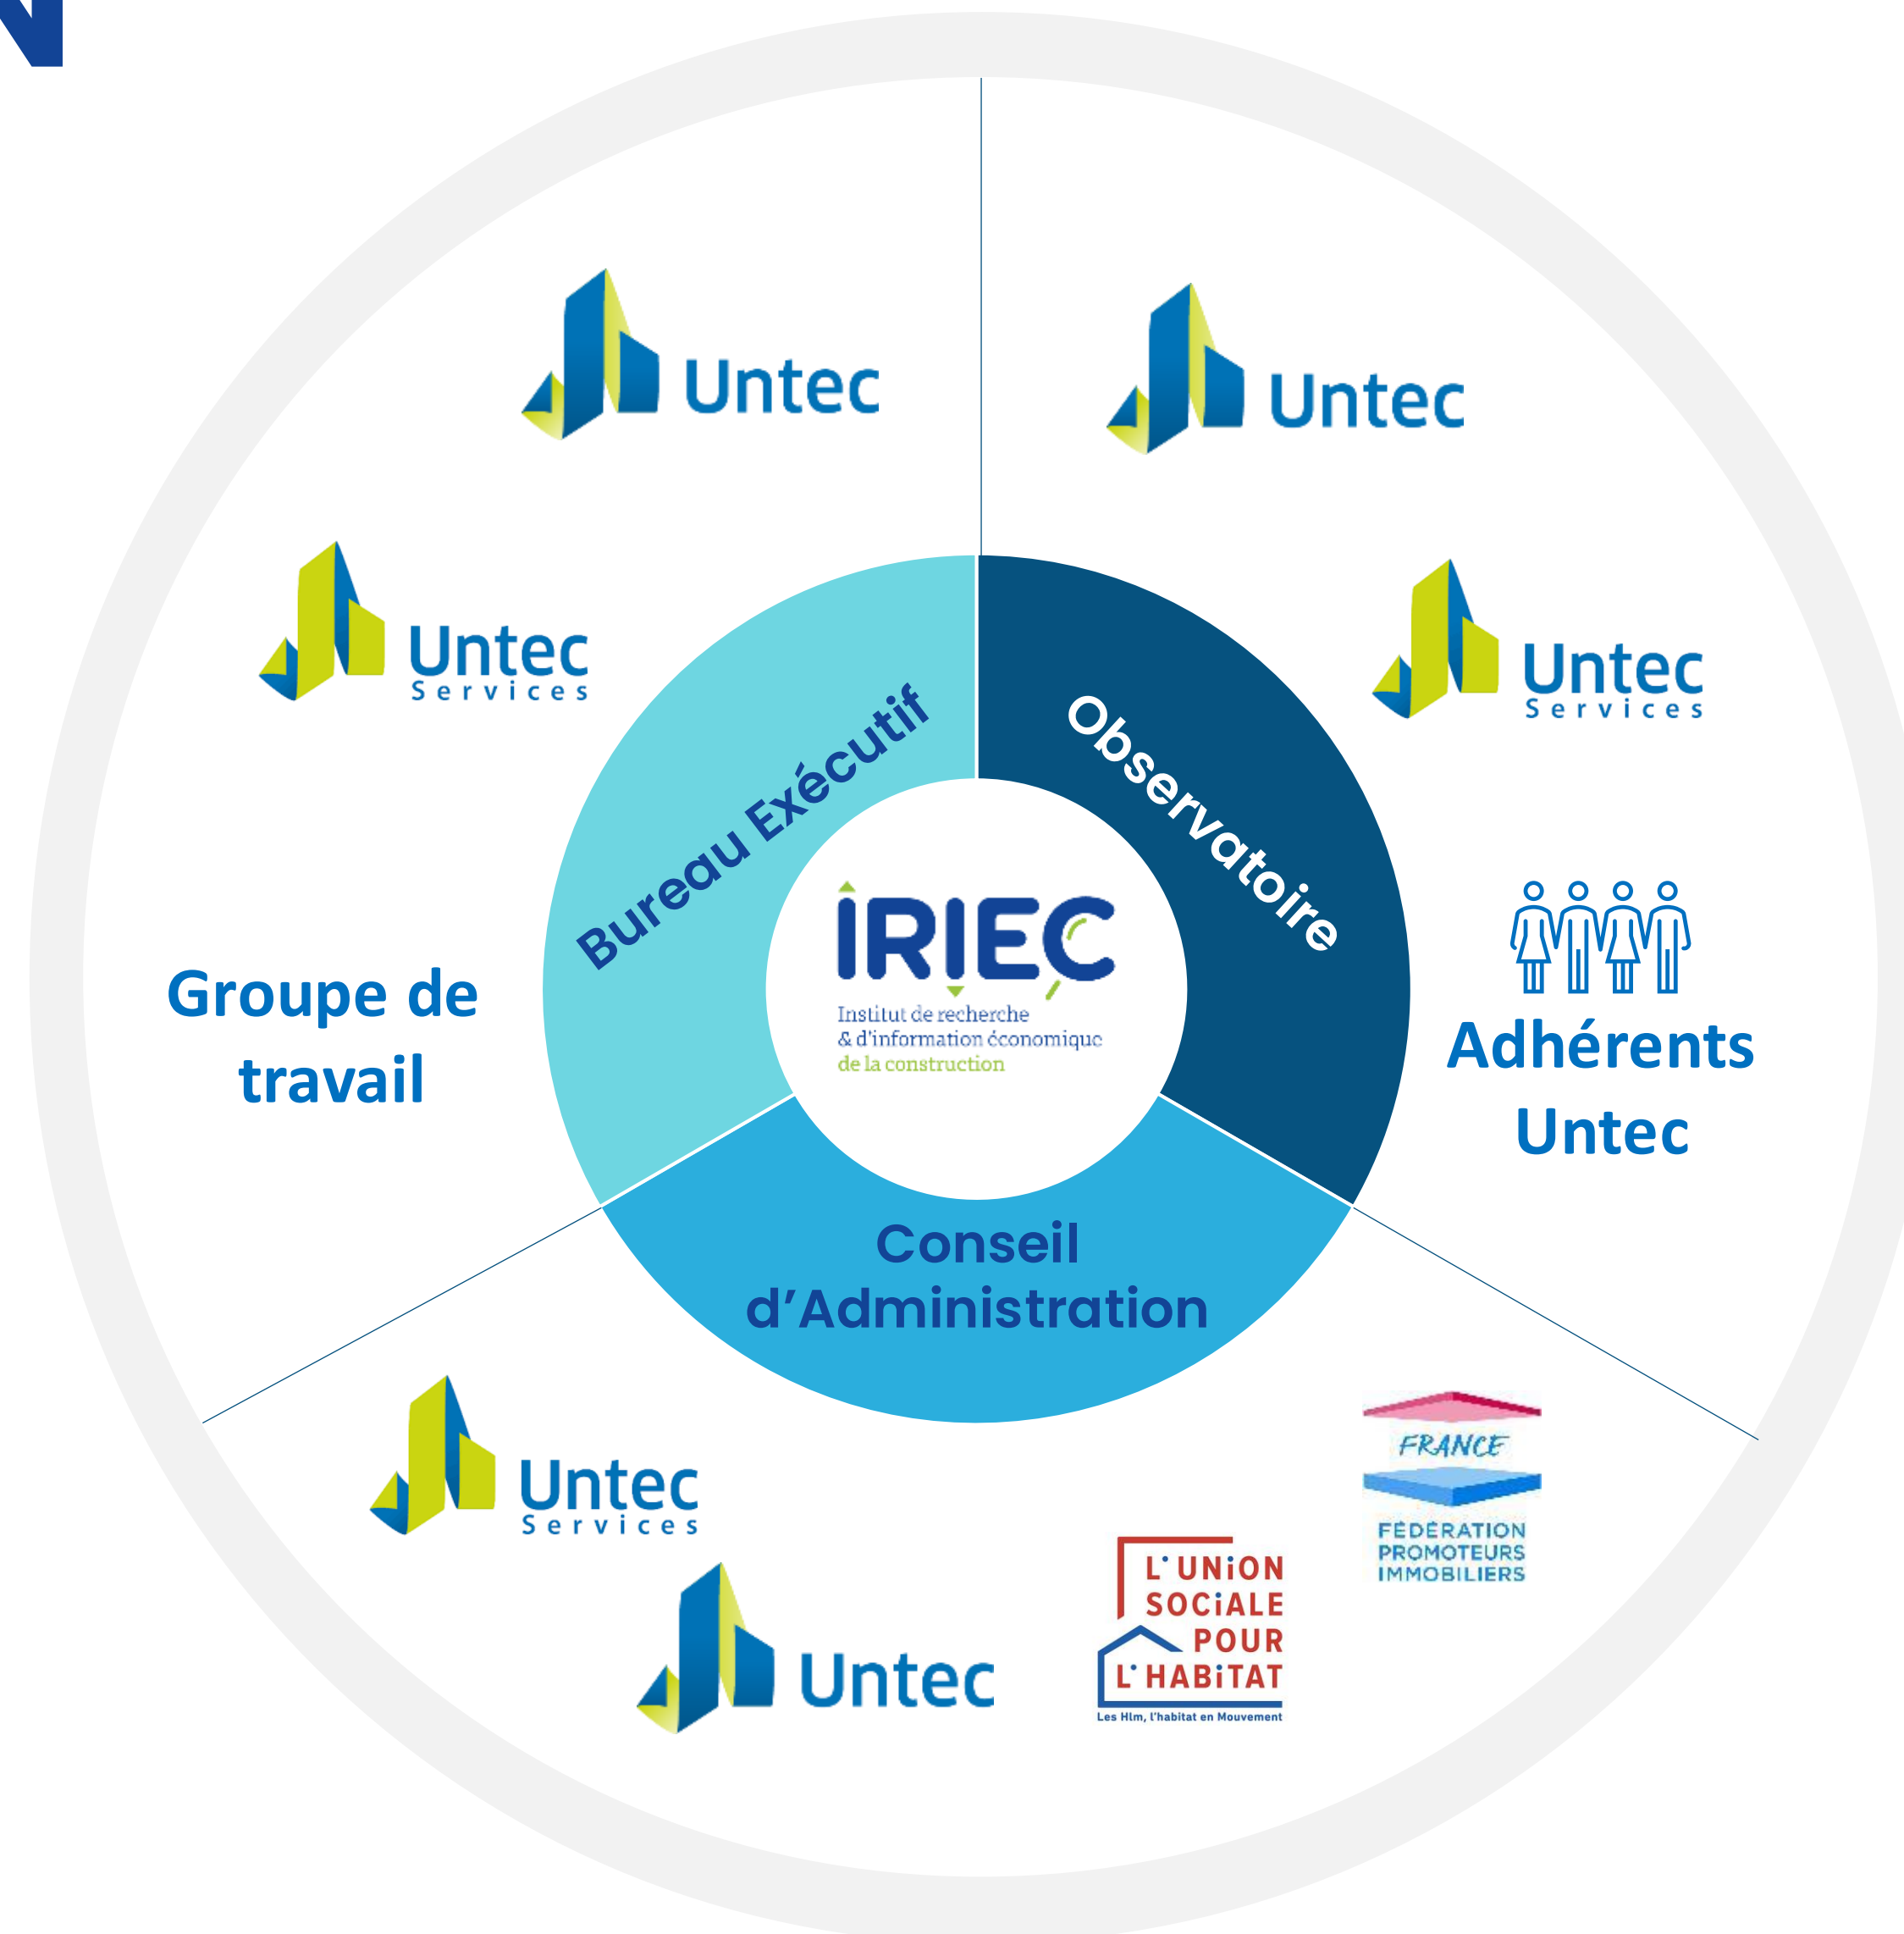 N
Untec
Untec
Untec
Services
Untec
Services
Bureau Exécutif
Observatoire
IRIEC
Institut de recherche
& d'information économique
de la construction
Groupe de
travail
Adhérents
Untec
Conseil
d'Administration
Untec
Services
Untec
L'UNiON
SOCiALE
POUR
L'HABiTAT
Les Hlm, l'habitat en Mouvement
FRANCE
FÉDÉRATION
PROMOTEURS
IMMOBILIERS